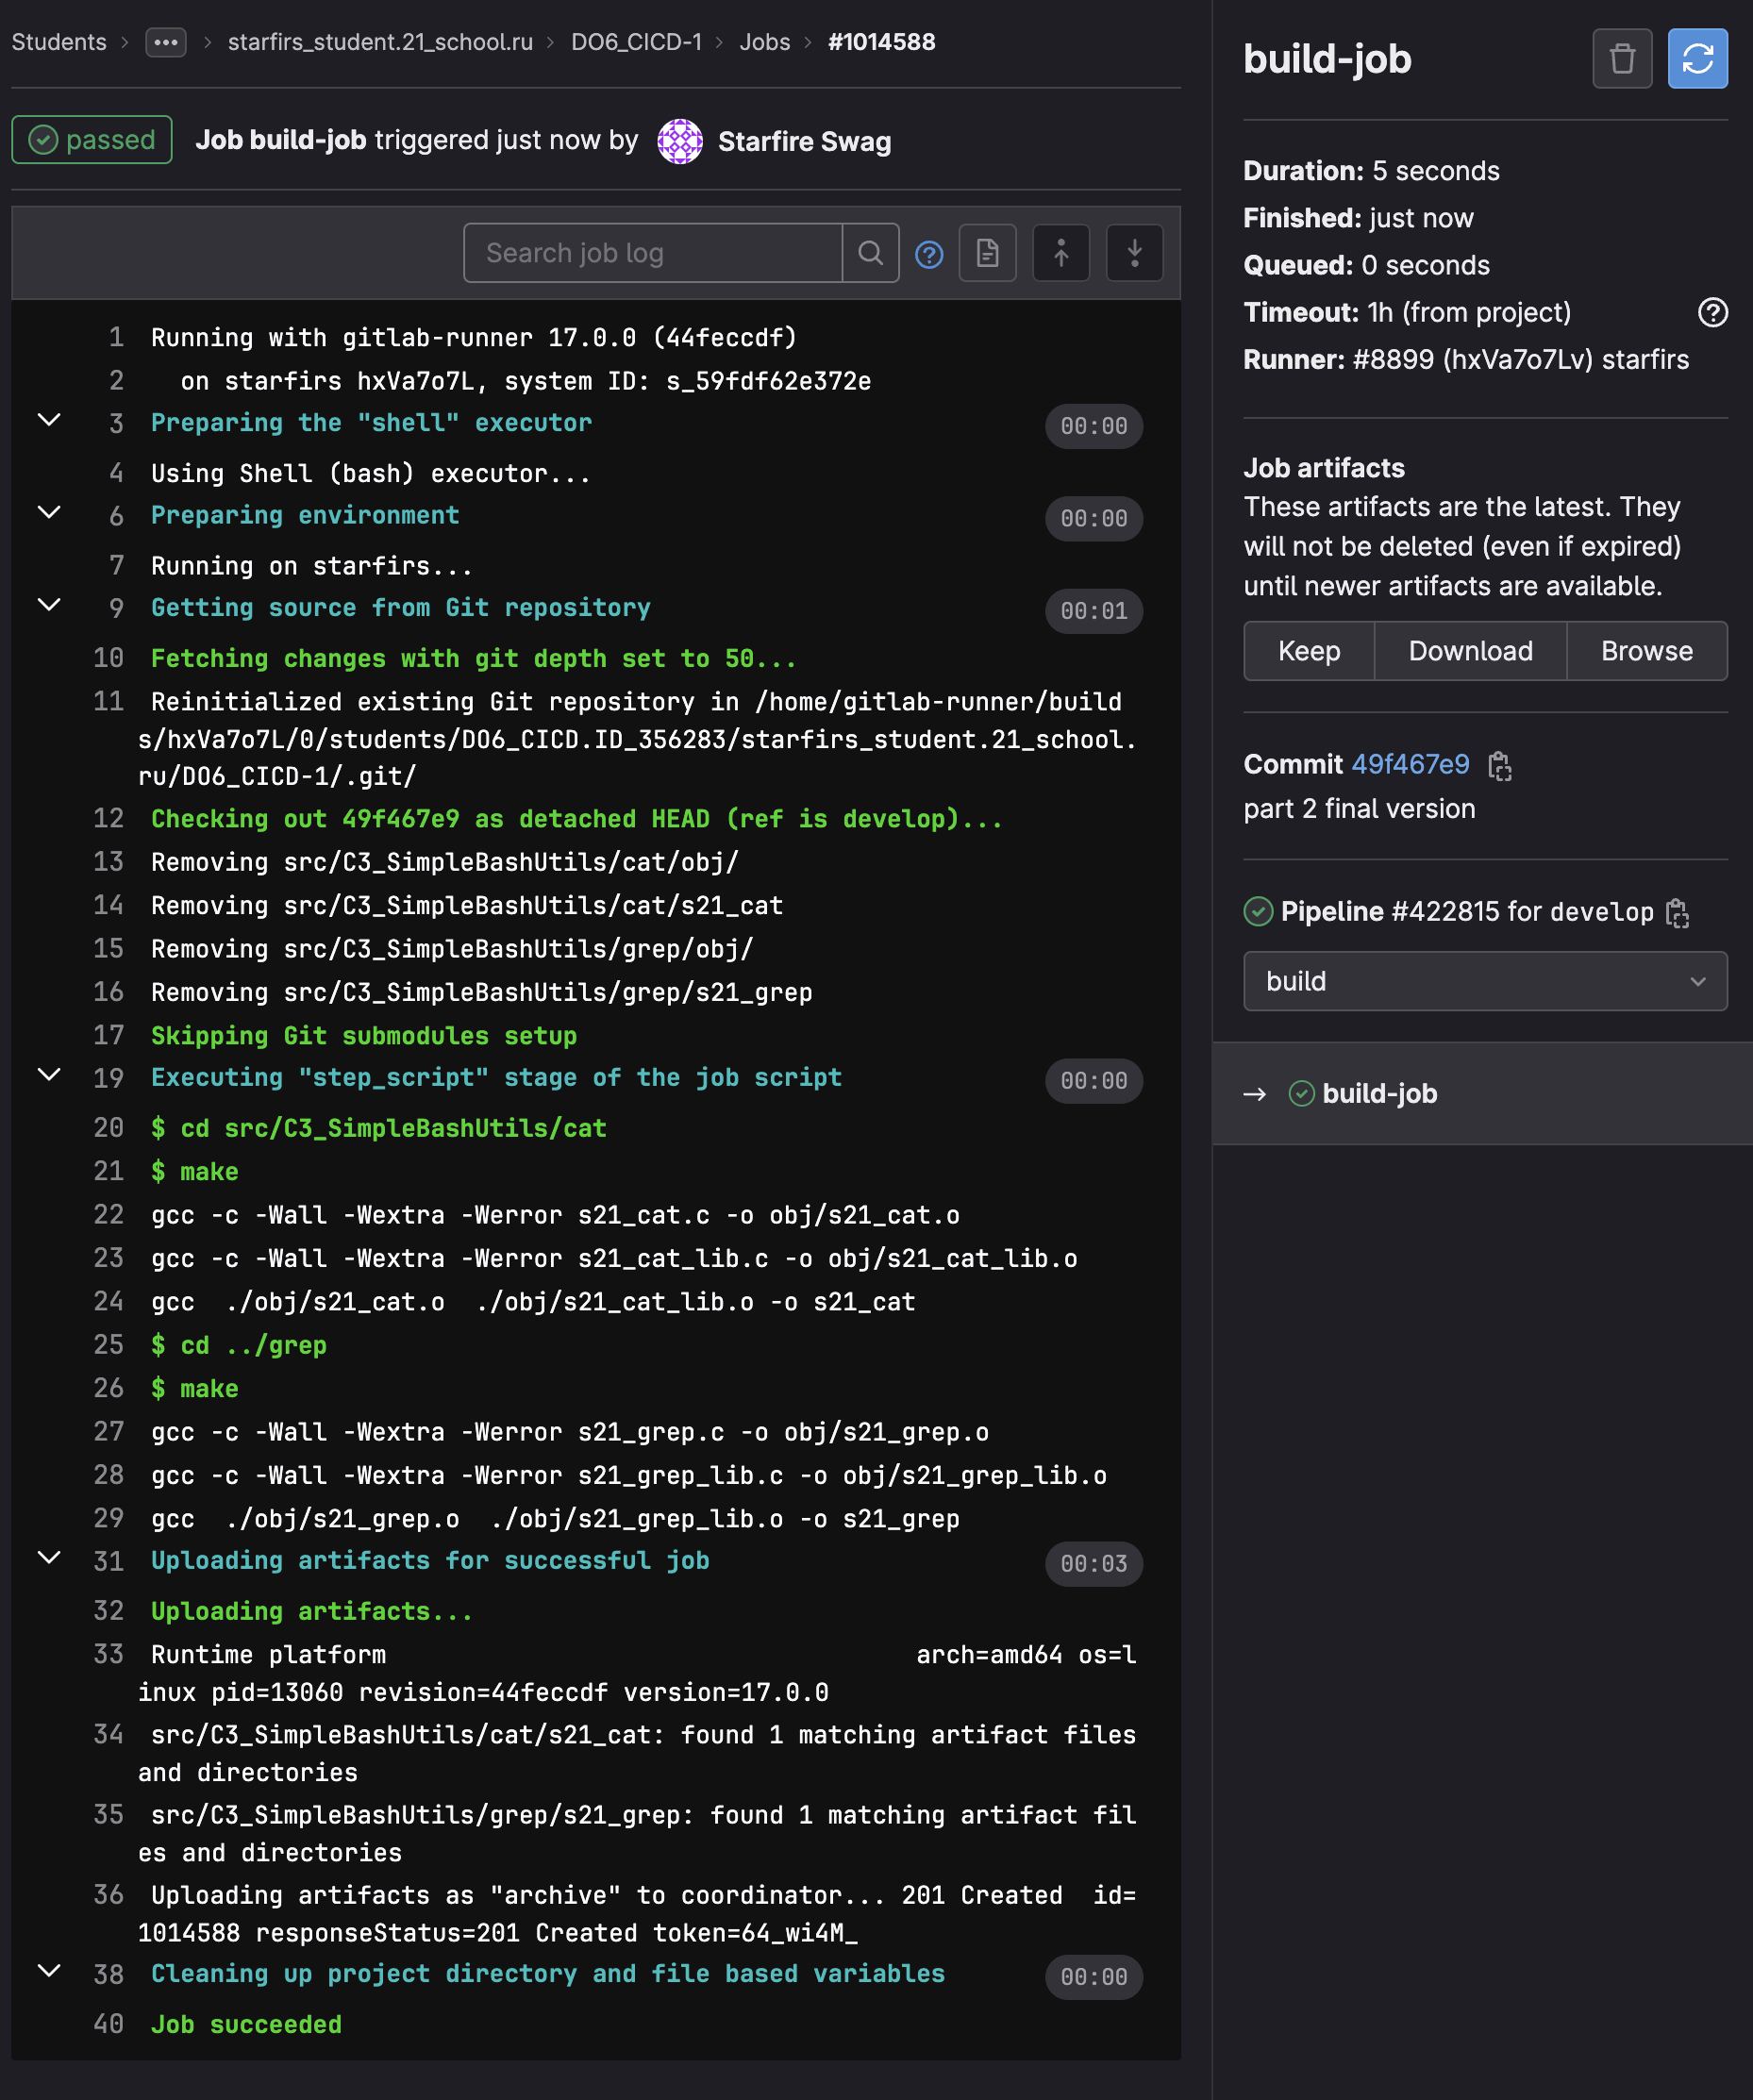 Students > ... > starfirs_student.21_school.ru > DO6_CICD-1 > Jobs > #1014588
passed Job build-job triggered just now by Starfire Swag
Search job log
1 Running with gitlab-runner 17.0.0 (44feccdf)
2 on starfirs hxVa7o7L, system ID: s_59fdf62e372e
3 Preparing the "shell" executor 00:00
4 Using Shell (bash) executor...
6 Preparing environment 00:00
7 Running on starfirs...
9 Getting source from Git repository 00:01
10 Fetching changes with git depth set to 50...
11 Reinitialized existing Git repository in /home/gitlab-runner/build
s/hxVa7o7L/0/students/DO6_CICD.ID_356283/starfirs_student.21_school.
ru/DO6_CICD-1/.git/
12 Checking out 49f467e9 as detached HEAD (ref is develop)...
13 Removing src/C3_SimpleBashUtils/cat/obj/
14 Removing src/C3_SimpleBashUtils/cat/s21_cat
15 Removing src/C3_SimpleBashUtils/grep/obj/
16 Removing src/C3_SimpleBashUtils/grep/s21_grep
17 Skipping Git submodules setup
19 Executing "step_script" stage of the job script 00:00
20 $ cd src/C3_SimpleBashUtils/cat
21 $ make
22 gcc -c -Wall -Wextra -Werror s21_cat.c -o obj/s21_cat.o
23 gcc -c -Wall -Wextra -Werror s21_cat_lib.c -o obj/s21_cat_lib.o
24 gcc  ./obj/s21_cat.o  ./obj/s21_cat_lib.o -o s21_cat
25 $ cd ../grep
26 $ make
27 gcc -c -Wall -Wextra -Werror s21_grep.c -o obj/s21_grep.o
28 gcc -c -Wall -Wextra -Werror s21_grep_lib.c -o obj/s21_grep_lib.o
29 gcc  ./obj/s21_grep.o  ./obj/s21_grep_lib.o -o s21_grep
31 Uploading artifacts for successful job 00:03
32 Uploading artifacts...
33 Runtime platform arch=amd64 os=l
inux pid=13060 revision=44feccdf version=17.0.0
34 src/C3_SimpleBashUtils/cat/s21_cat: found 1 matching artifact files
and directories
35 src/C3_SimpleBashUtils/grep/s21_grep: found 1 matching artifact fil
es and directories
36 Uploading artifacts as "archive" to coordinator... 201 Created  id=
1014588 responseStatus=201 Created token=64_wi4M_
38 Cleaning up project directory and file based variables 00:00
40 Job succeeded
build-job
Duration: 5 seconds
Finished: just now
Queued: 0 seconds
Timeout: 1h (from project)
Runner: #8899 (hxVa7o7Lv) starfirs
Job artifacts
These artifacts are the latest. They
will not be deleted (even if expired)
until newer artifacts are available.
Keep Download Browse
Commit 49f467e9
part 2 final version
Pipeline #422815 for develop
build
→ build-job